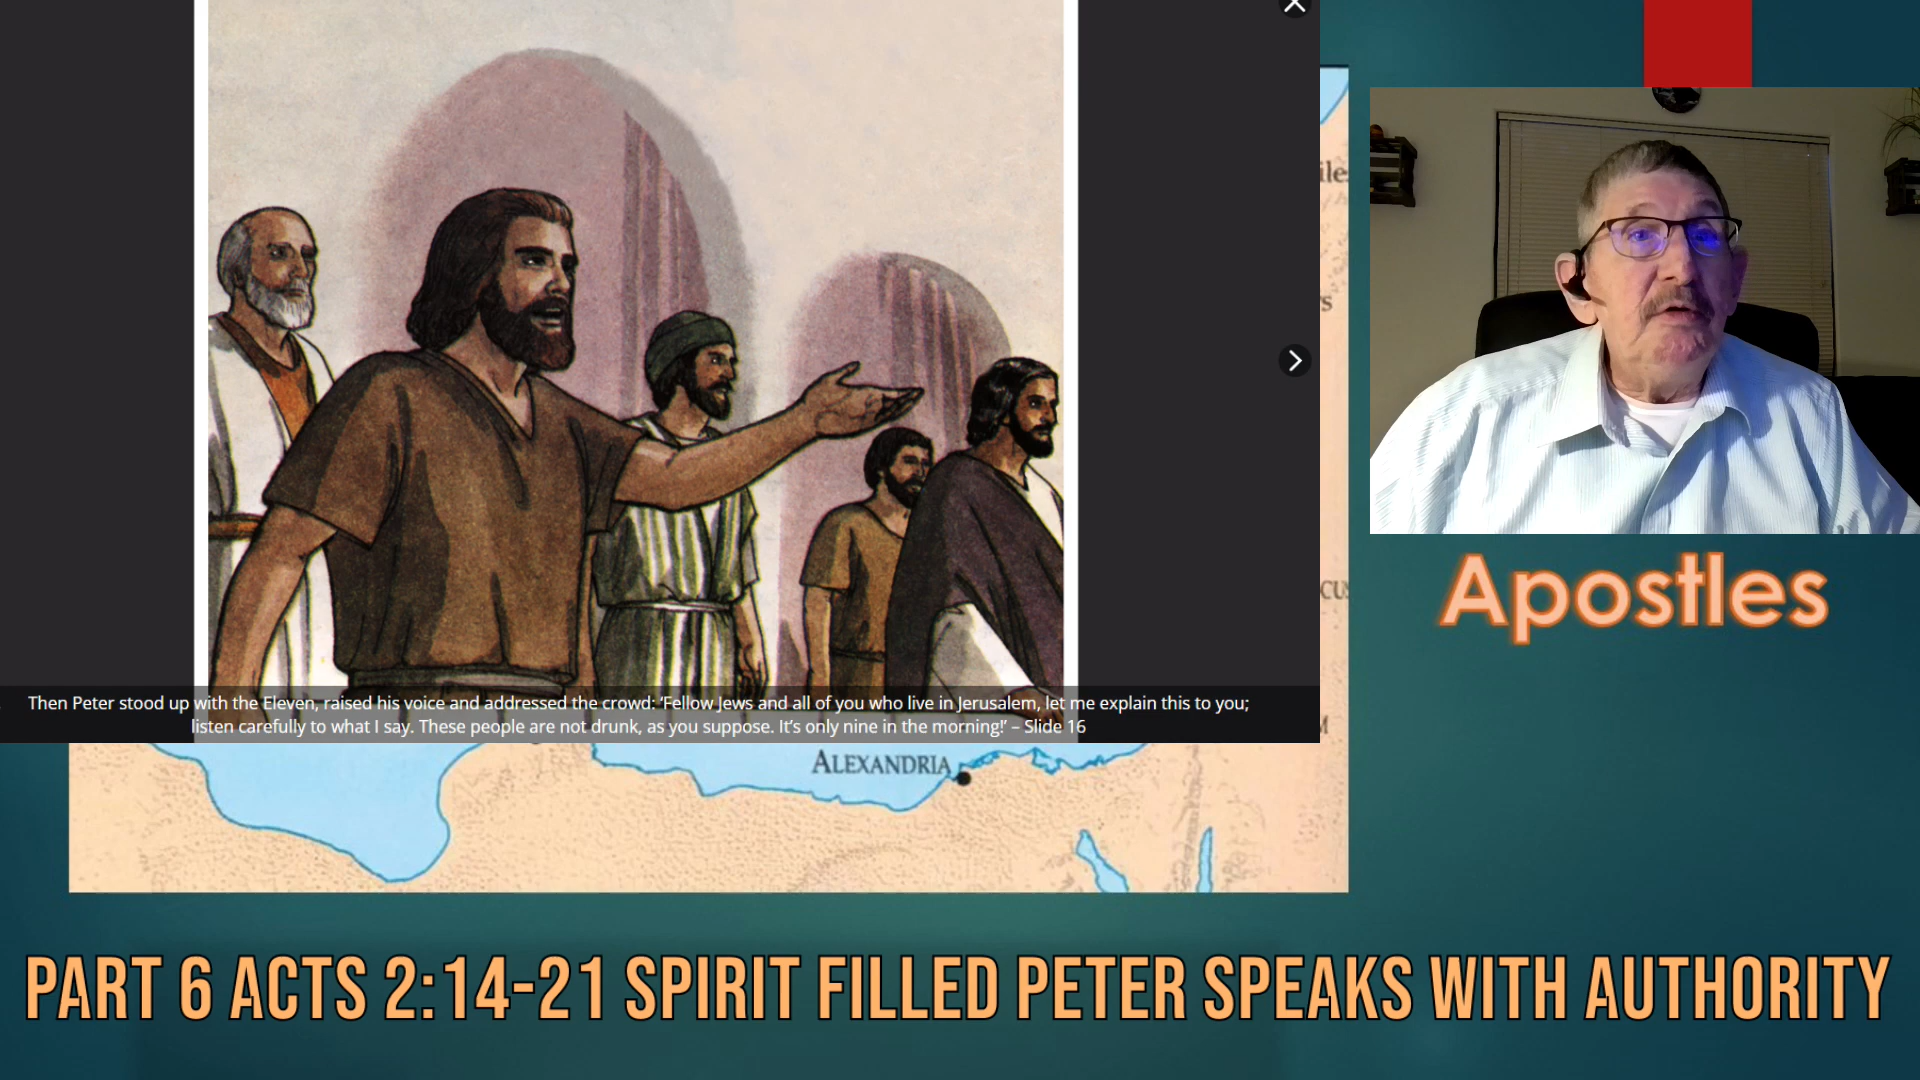 Then Peter stood up with the Eleven, raised his voice and addressed the crowd: ‘Fellow Jews and all of you who live in Jerusalem, let me explain this to you;
listen carefully to what I say. These people are not drunk, as you suppose. It’s only nine in the morning!’ – Slide 16
ALEXANDRIA
Apostles
PART 6 ACTS 2:14-21 SPIRIT FILLED PETER SPEAKS WITH AUTHORITY